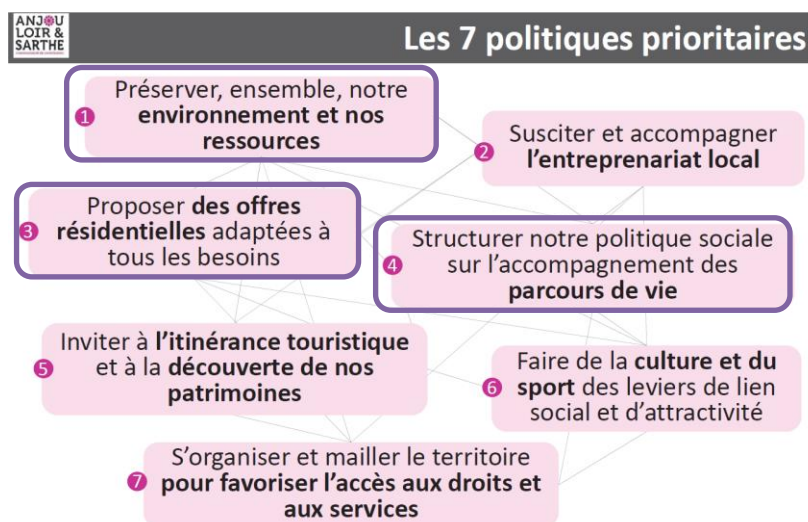 ANJOU
LOIR &
SARTHE
Les 7 politiques prioritaires
1
Préserver, ensemble, notre
environnement et nos
ressources
2
Susciter et accompagner
l'entreprenariat local
3
Proposer des offres
résidentielles adaptées à
tous les besoins
4
Structurer notre politique sociale
sur l'accompagnement des
parcours de vie
5
Inviter à l'itinérance touristique
et à la découverte de nos
patrimoines
6
Faire de la culture et du
sport des leviers de lien
social et d'attractivité
7
S'organiser et mailler le territoire
pour favoriser l'accès aux droits et
aux services